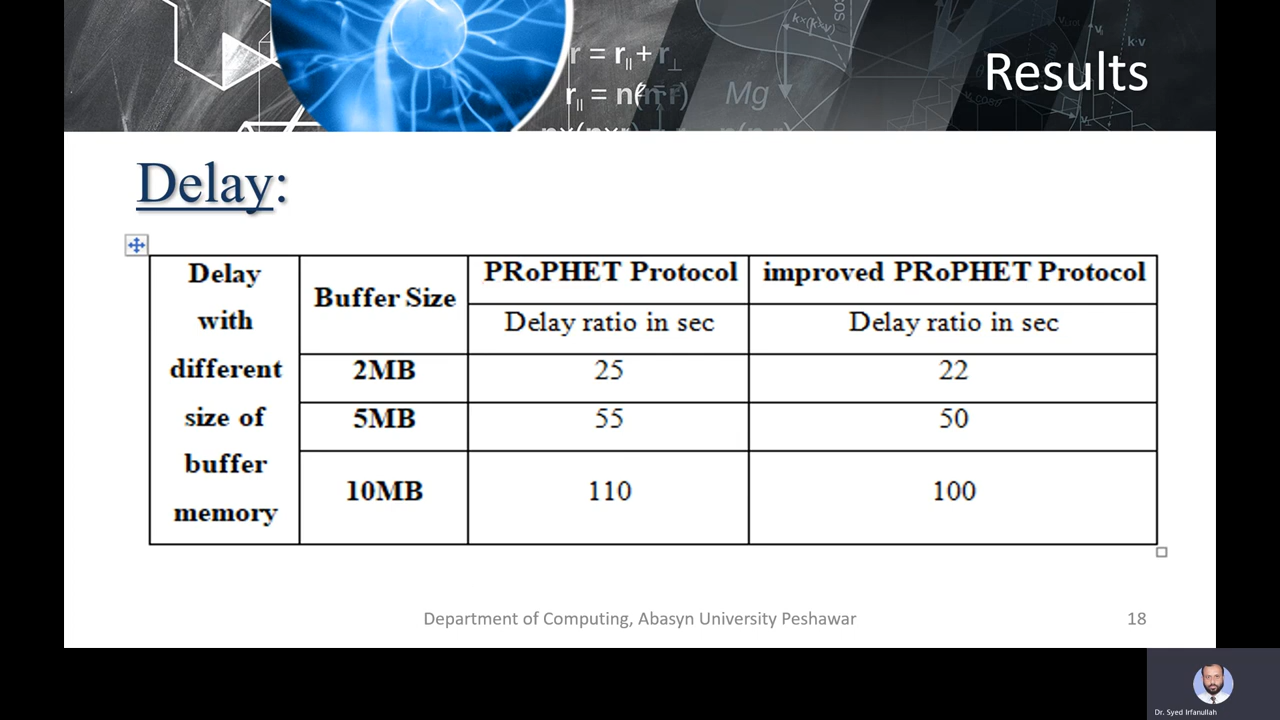 r = r∥ + r⊥
r∥ = n(n·r)
Mg
k×(k×v)
k·v
Results
Delay:
Delay with different size of buffer memory
Buffer Size
PRoPHET Protocol
improved PRoPHET Protocol
Delay ratio in sec
Delay ratio in sec
2MB 25 22
5MB 55 50
10MB 110 100
Department of Computing, Abasyn University Peshawar
18
Dr. Syed Irfanullah